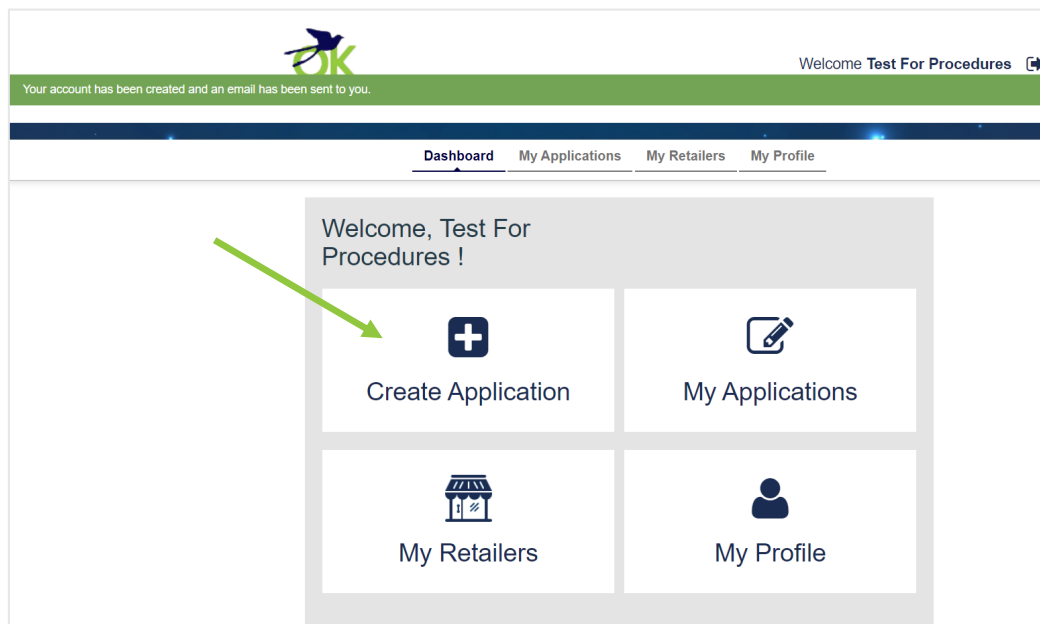 OK
Welcome Test For Procedures
Your account has been created and an email has been sent to you.
Dashboard My Applications My Retailers My Profile
Welcome, Test For
Procedures !
Create Application
My Applications
My Retailers
My Profile